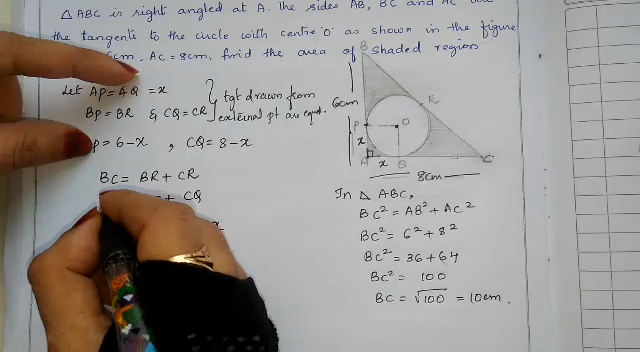 △ ABC is right angled at A. The sides AB, BC and AC
the tangents to the circle with centre 'O' as shown in the figure
cm, AC = 8cm, find the area of shaded region
Let AP = AQ = x
BP = BR & CQ = CR
tgt drawn from
external pt are equal.
P = 6 - x , CQ = 8 - x
BC = BR + CR
+ CQ
x
B
6cm
R
P
O
x
A
Q
C
x
8cm
In △ ABC,
BC² = AB² + AC²
BC² = 6² + 8²
BC² = 36 + 64
BC² = 100
BC = √100 = 10cm.